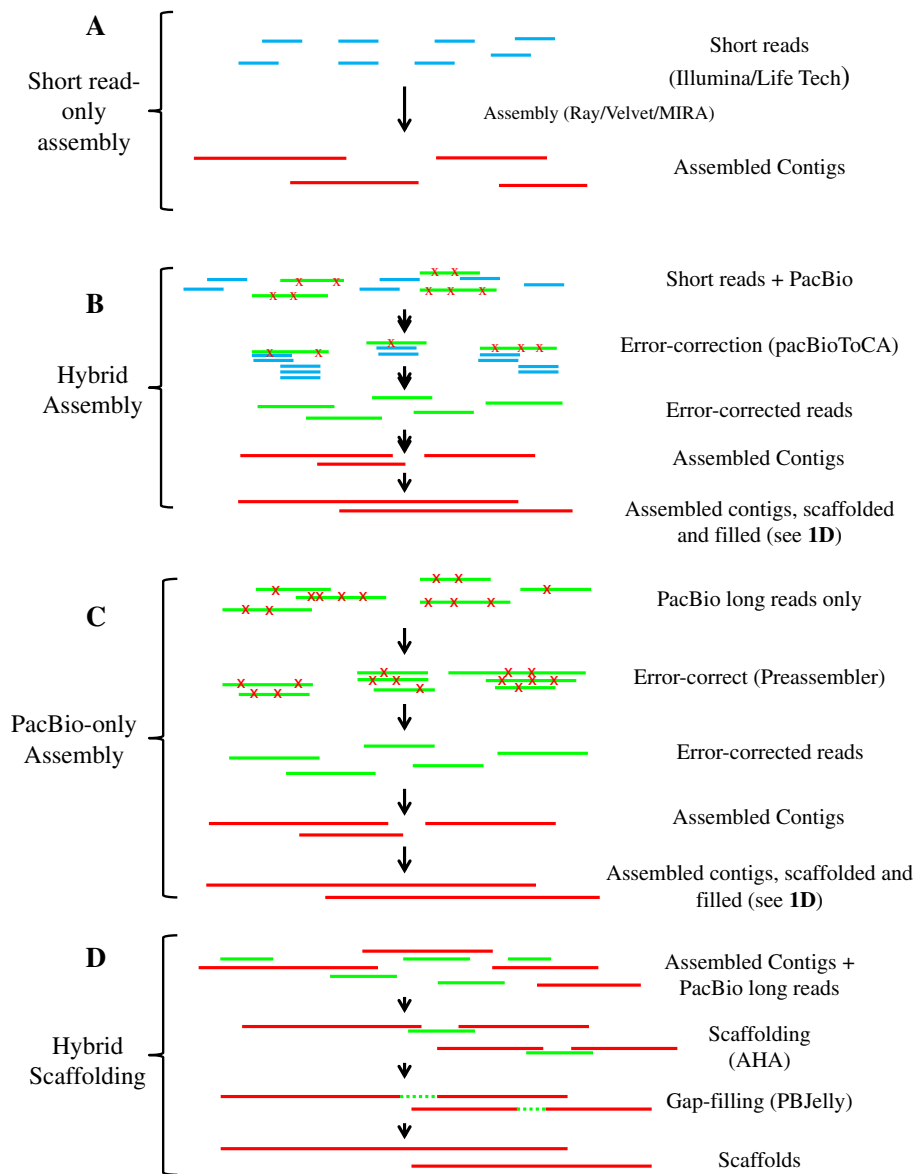 A
Short read-
only
assembly
Short reads
(Illumina/Life Tech)
Assembly (Ray/Velvet/MIRA)
Assembled Contigs
B
Hybrid
Assembly
x x x x x x x x x
Short reads + PacBio
x x x x x x
Error-correction (pacBioToCA)
Error-corrected reads
Assembled Contigs
Assembled contigs, scaffolded
and filled (see 1D)
C
PacBio-only
Assembly
X X X X X X X X X X X X X
PacBio long reads only
X X X X X X X X X X X X X X
Error-correct (Preassembler)
Error-corrected reads
Assembled Contigs
Assembled contigs, scaffolded and
filled (see 1D)
D
Hybrid
Scaffolding
Assembled Contigs +
PacBio long reads
Scaffolding
(AHA)
Gap-filling (PBJelly)
Scaffolds